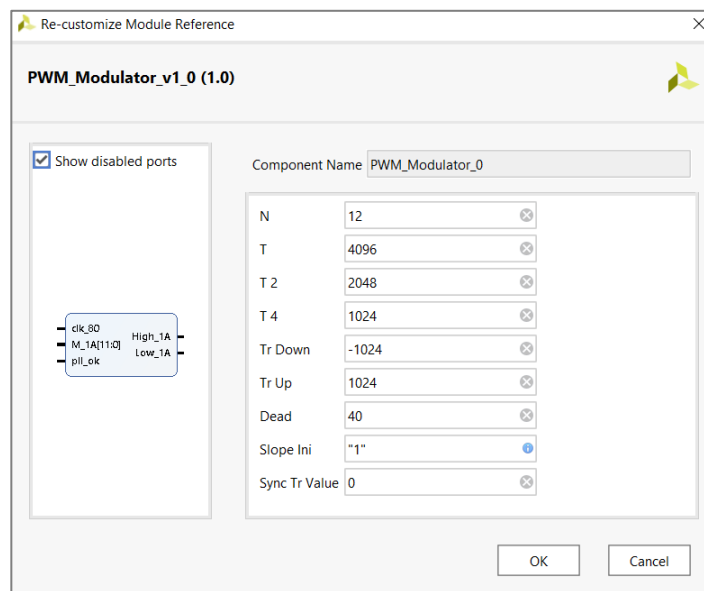 Re-customize Module Reference
PWM_Modulator_v1_0 (1.0)
Show disabled ports
clk_80
M_1A[11:0]
pll_ok
High_1A
Low_1A
Component Name PWM_Modulator_0
N 12
T 4096
T 2 2048
T 4 1024
Tr Down -1024
Tr Up 1024
Dead 40
Slope Ini "1"
Sync Tr Value 0
OK Cancel